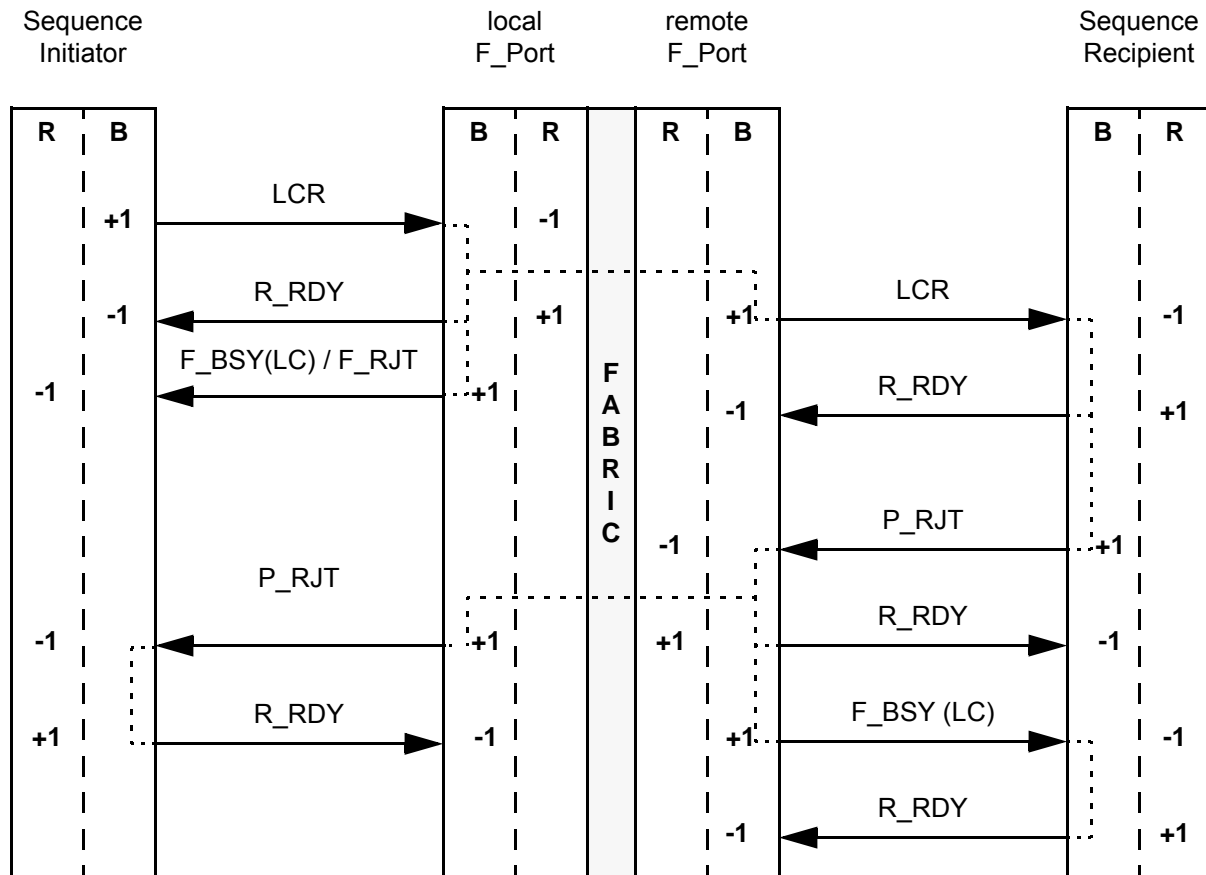 Sequence Initiator
local F_Port
remote F_Port
Sequence Recipient
R B
B R
R B
B R
LCR
+1 -1
R_RDY
LCR
-1 +1 +1 -1
F_BSY(LC) / F_RJT
R_RDY
-1 +1
-1 +1
FABRIC
P_RJT
-1 +1
P_RJT
R_RDY
-1 +1 +1 -1
R_RDY
F_BSY (LC)
+1 -1 +1 -1
R_RDY
-1 +1